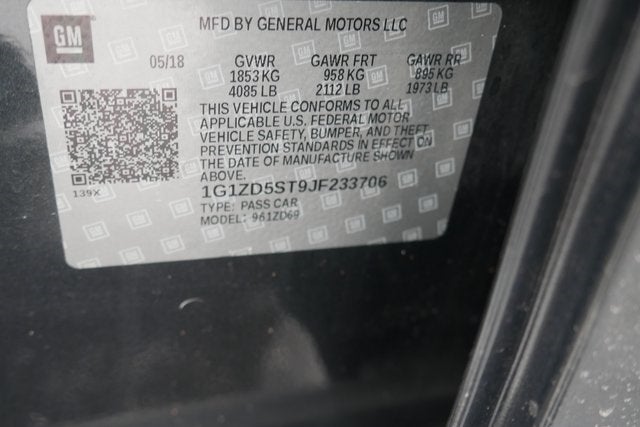 GM
MFD BY GENERAL MOTORS LLC
05/18 GVWR GAWR FRT GAWR RR
1853 KG 958 KG 895 KG
4085 LB 2112 LB 1973 LB
THIS VEHICLE CONFORMS TO ALL
APPLICABLE U.S. FEDERAL MOTOR
VEHICLE SAFETY, BUMPER, AND THEFT
PREVENTION STANDARDS IN EFFECT ON
THE DATE OF MANUFACTURE SHOWN
ABOVE.
139X
1G1ZD5ST9JF233706
TYPE: PASS CAR
MODEL: 961ZD69